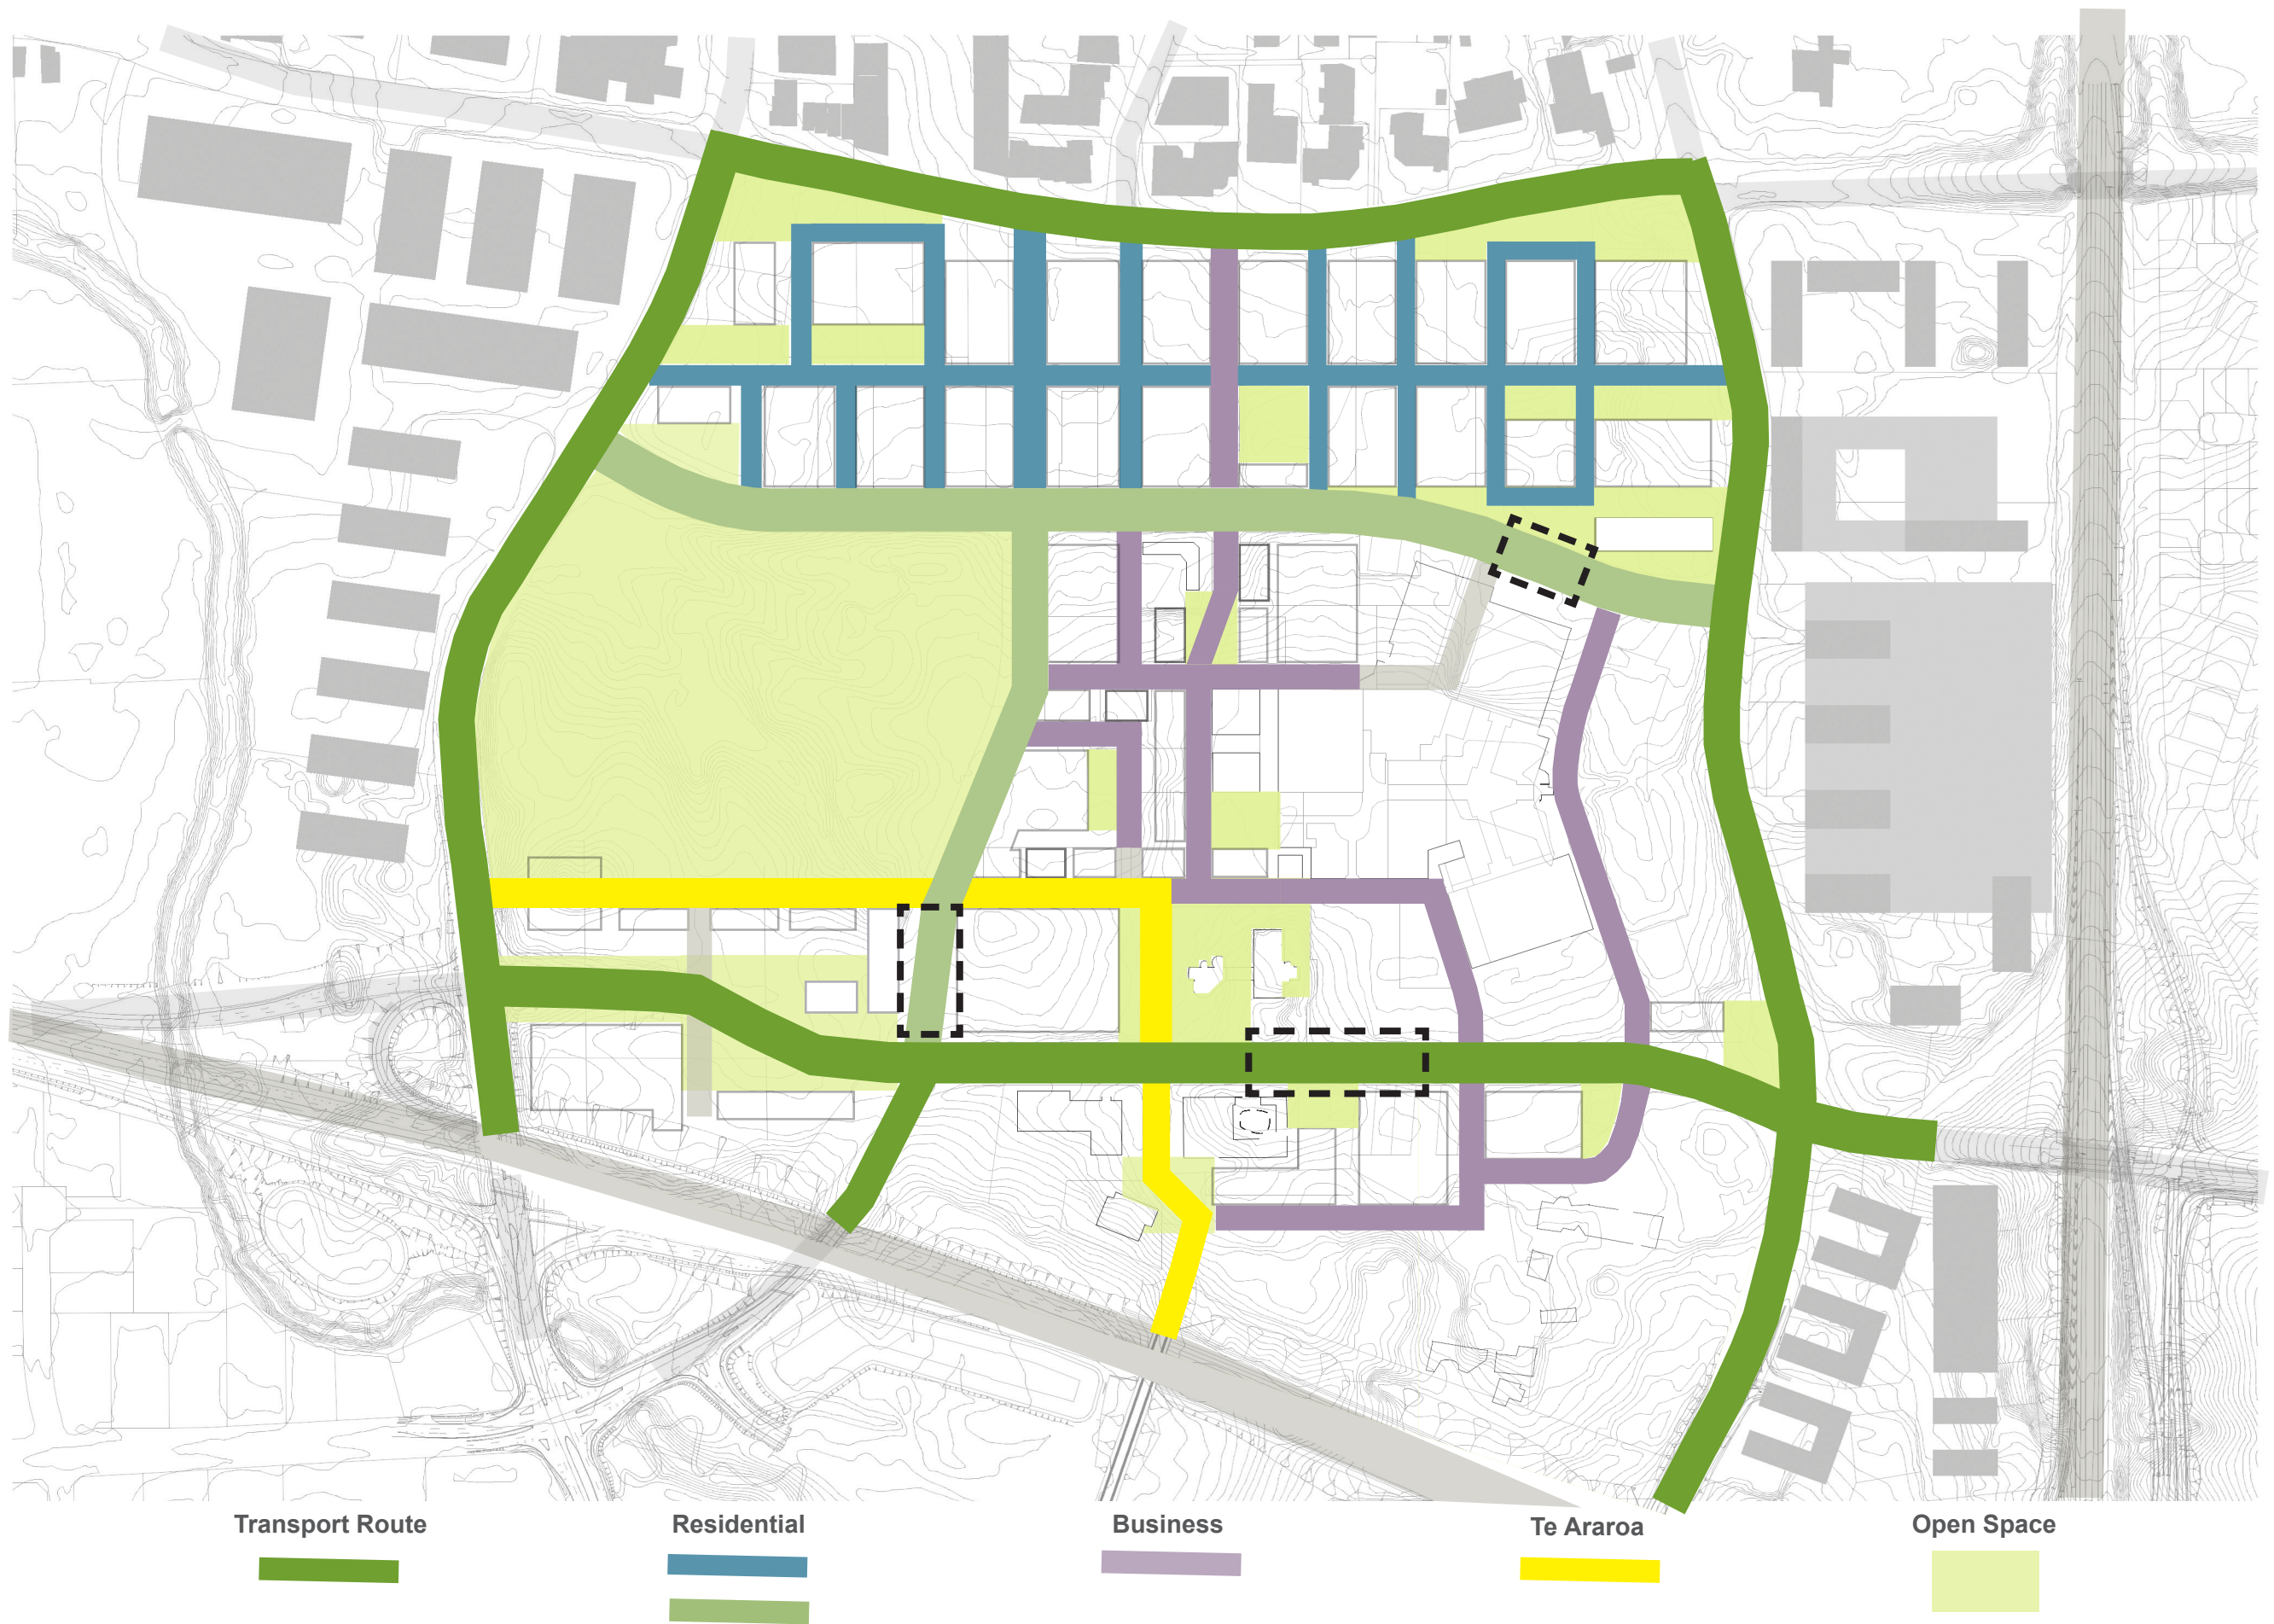 Transport Route
Residential
Business
Te Araroa
Open Space